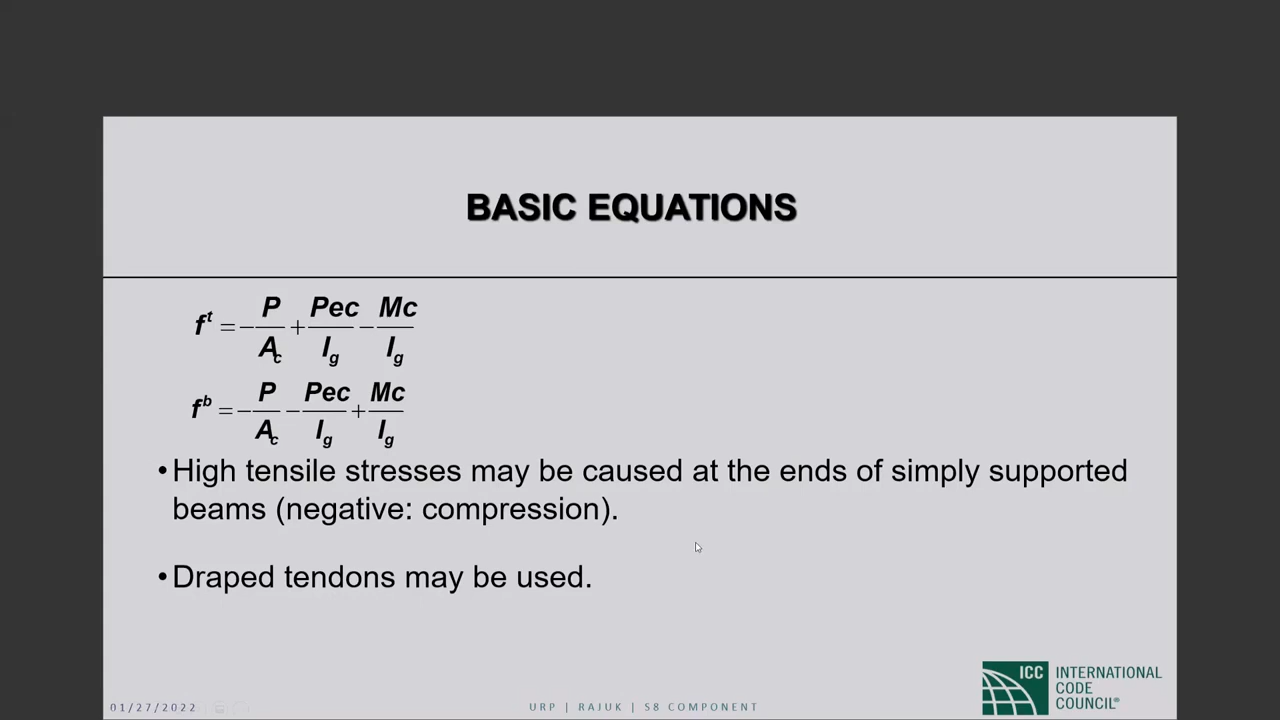 BASIC EQUATIONS
f^t = -P/A_c + Pec/I_g - Mc/I_g
f^b = -P/A_c - Pec/I_g + Mc/I_g
•High tensile stresses may be caused at the ends of simply supported
beams (negative: compression).
•Draped tendons may be used.
ICC INTERNATIONAL
CODE
COUNCIL®
01/27/2022
URP | RAJUK | S8 COMPONENT